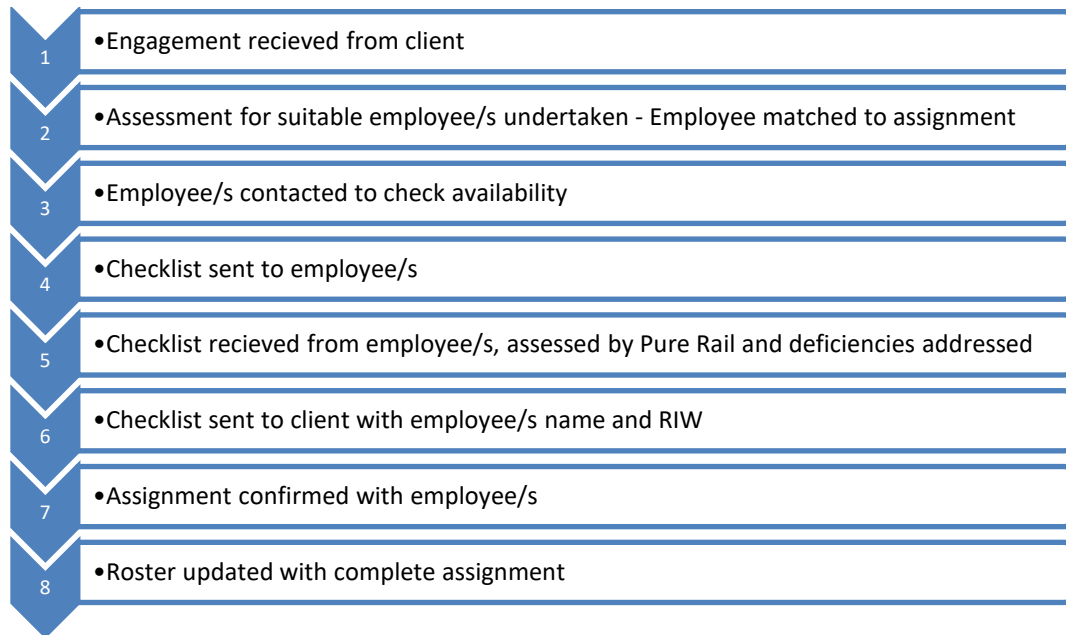 1
•Engagement recieved from client
2
•Assessment for suitable employee/s undertaken - Employee matched to assignment
3
•Employee/s contacted to check availability
4
•Checklist sent to employee/s
5
•Checklist recieved from employee/s, assessed by Pure Rail and deficiencies addressed
6
•Checklist sent to client with employee/s name and RIW
7
•Assignment confirmed with employee/s
8
•Roster updated with complete assignment